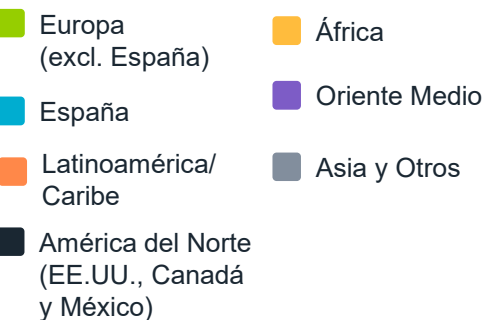 Europa
(excl. España)
España
Latinoamérica/
Caribe
América del Norte
(EE.UU., Canadá
y México)
África
Oriente Medio
Asia y Otros